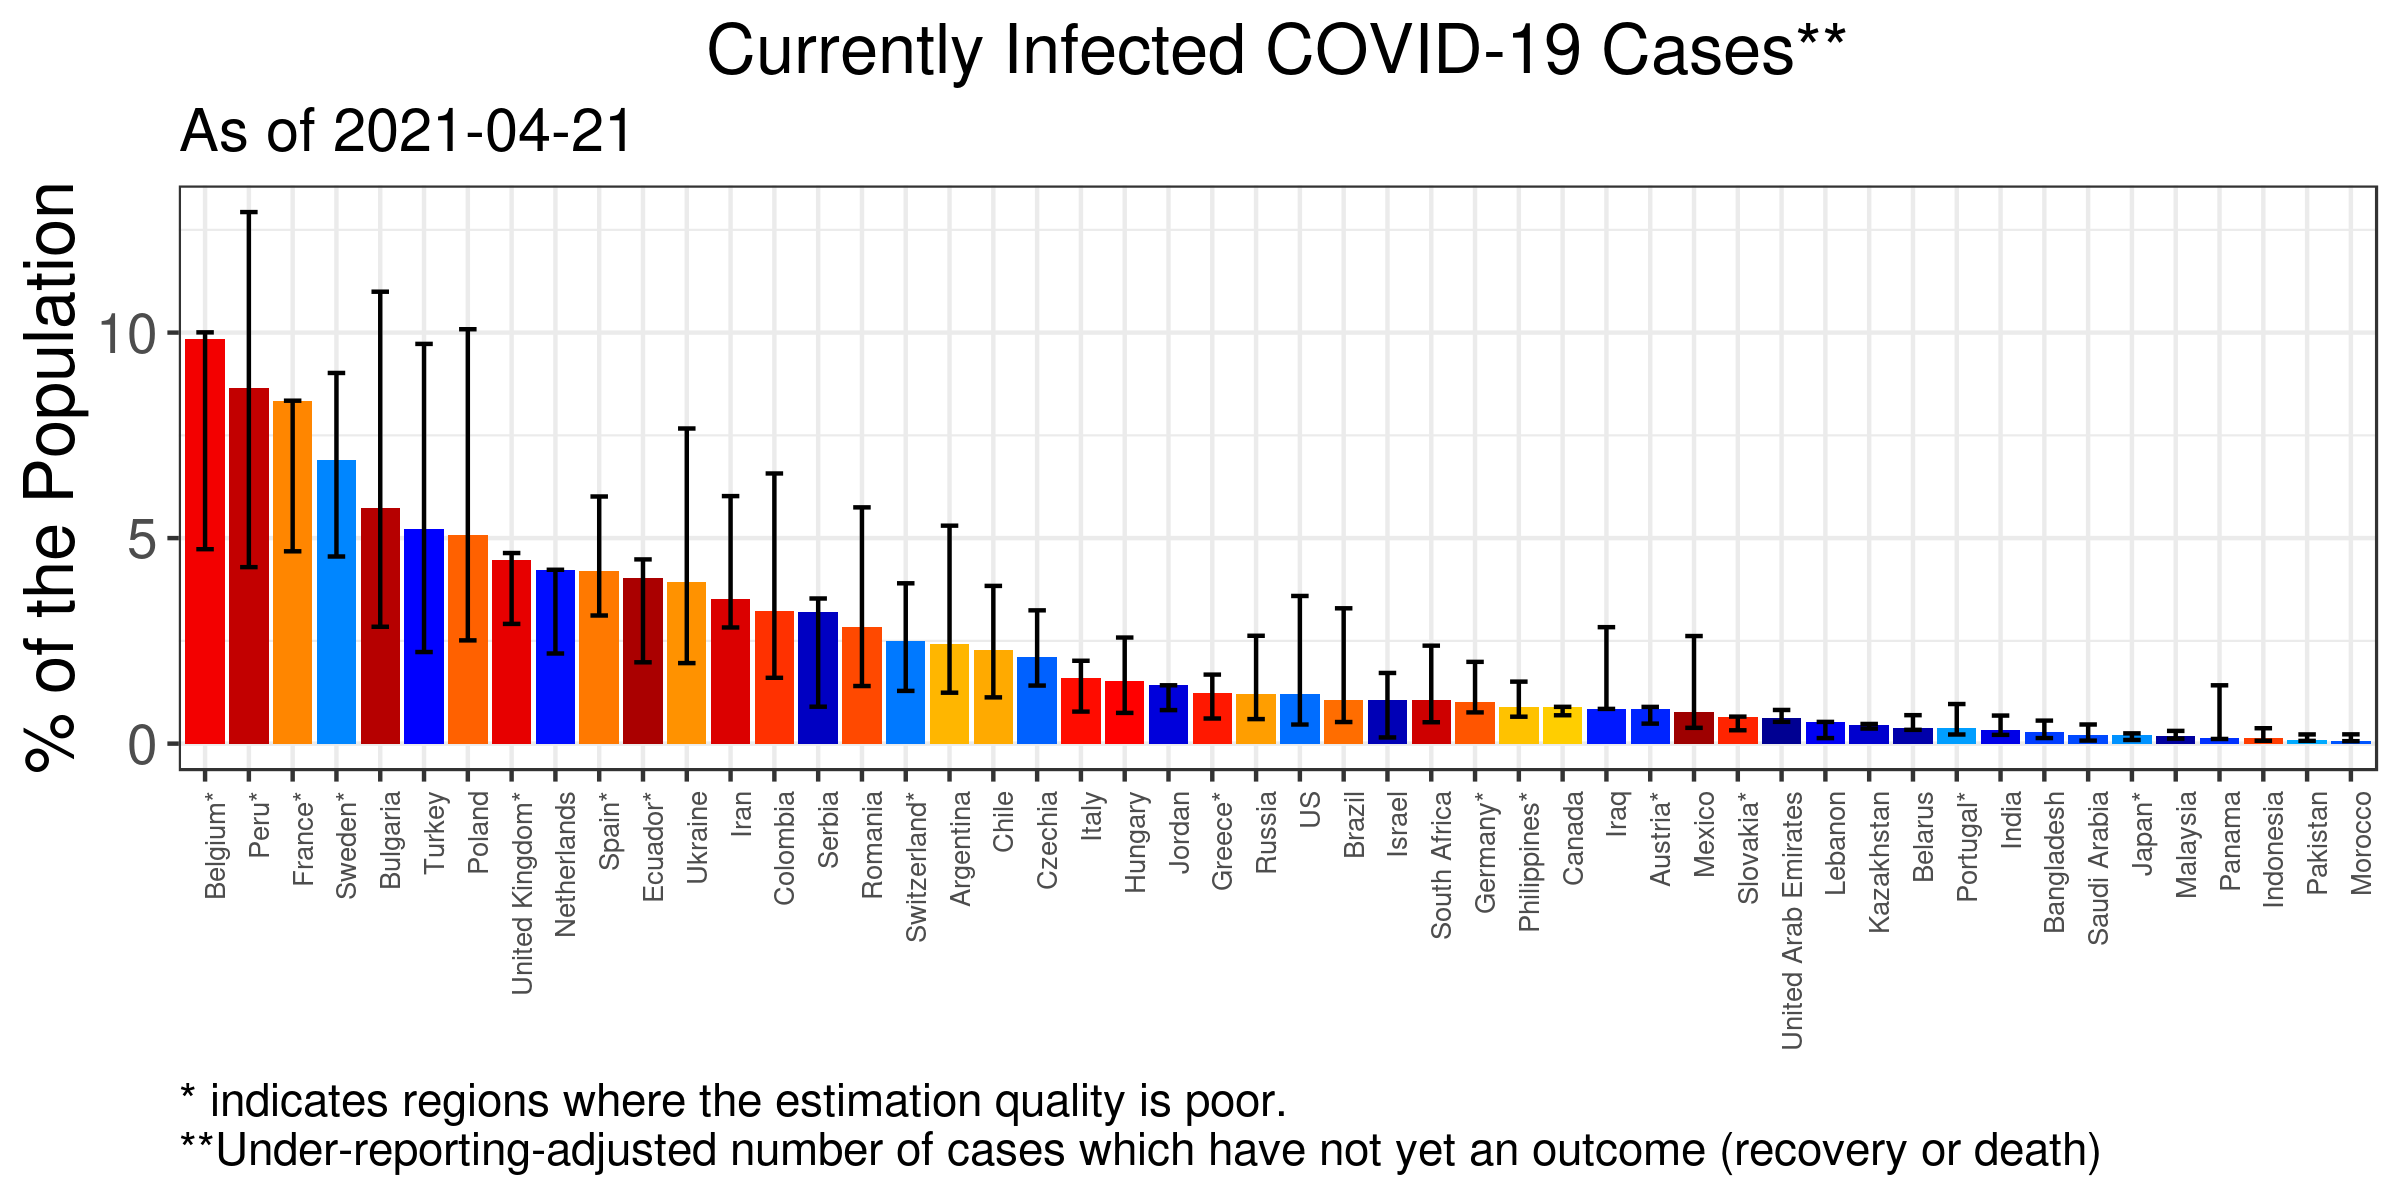 Currently Infected COVID-19 Cases**
As of 2021-04-21
% of the Population
10
5
0
Belgium*
Peru*
France*
Sweden*
Bulgaria
Turkey
Poland
United Kingdom*
Netherlands
Spain*
Ecuador*
Ukraine
Iran
Colombia
Serbia
Romania
Switzerland*
Argentina
Chile
Czechia
Italy
Hungary
Jordan
Greece*
Russia
US
Brazil
Israel
South Africa
Germany*
Philippines*
Canada
Iraq
Austria*
Mexico
Slovakia*
United Arab Emirates
Lebanon
Kazakhstan
Belarus
Portugal*
India
Bangladesh
Saudi Arabia
Japan*
Malaysia
Panama
Indonesia
Pakistan
Morocco
* indicates regions where the estimation quality is poor.
**Under-reporting-adjusted number of cases which have not yet an outcome (recovery or death)